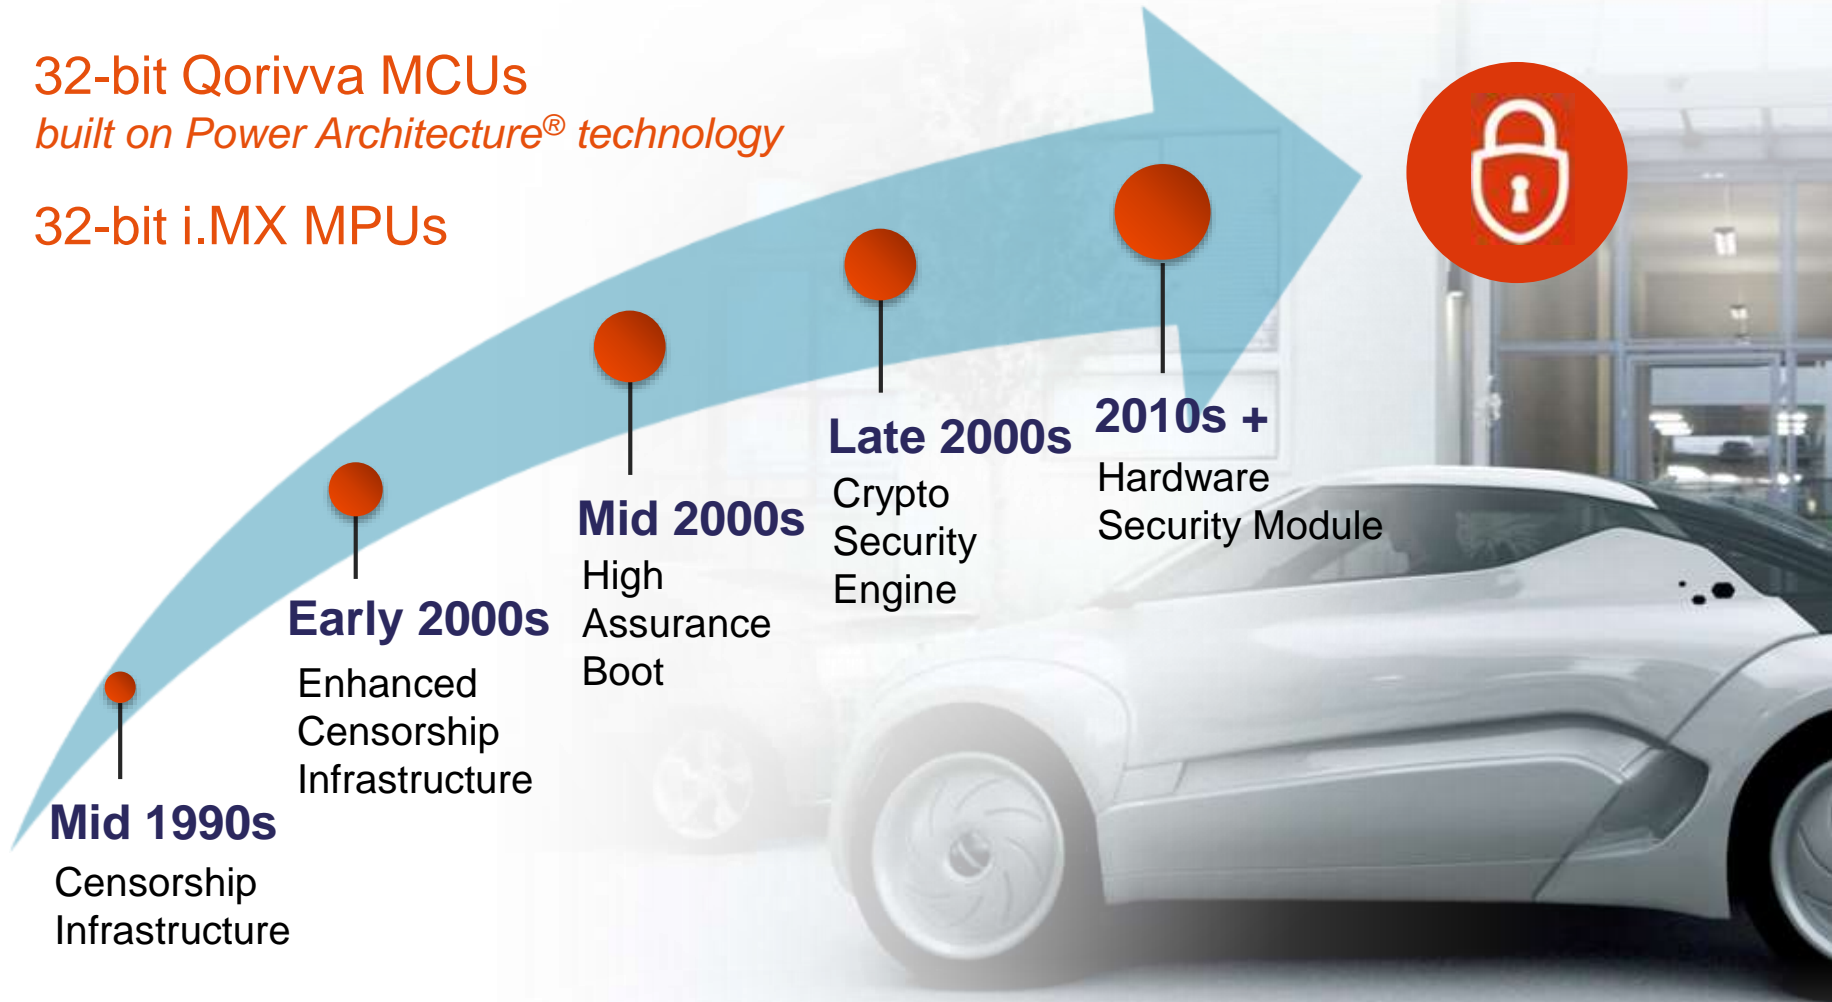 32-bit Qorivva MCUs
built on Power Architecture® technology
32-bit i.MX MPUs
Mid 1990s
Censorship
Infrastructure
Early 2000s
Enhanced
Censorship
Infrastructure
Mid 2000s
High
Assurance
Boot
Late 2000s
Crypto
Security
Engine
2010s +
Hardware
Security Module